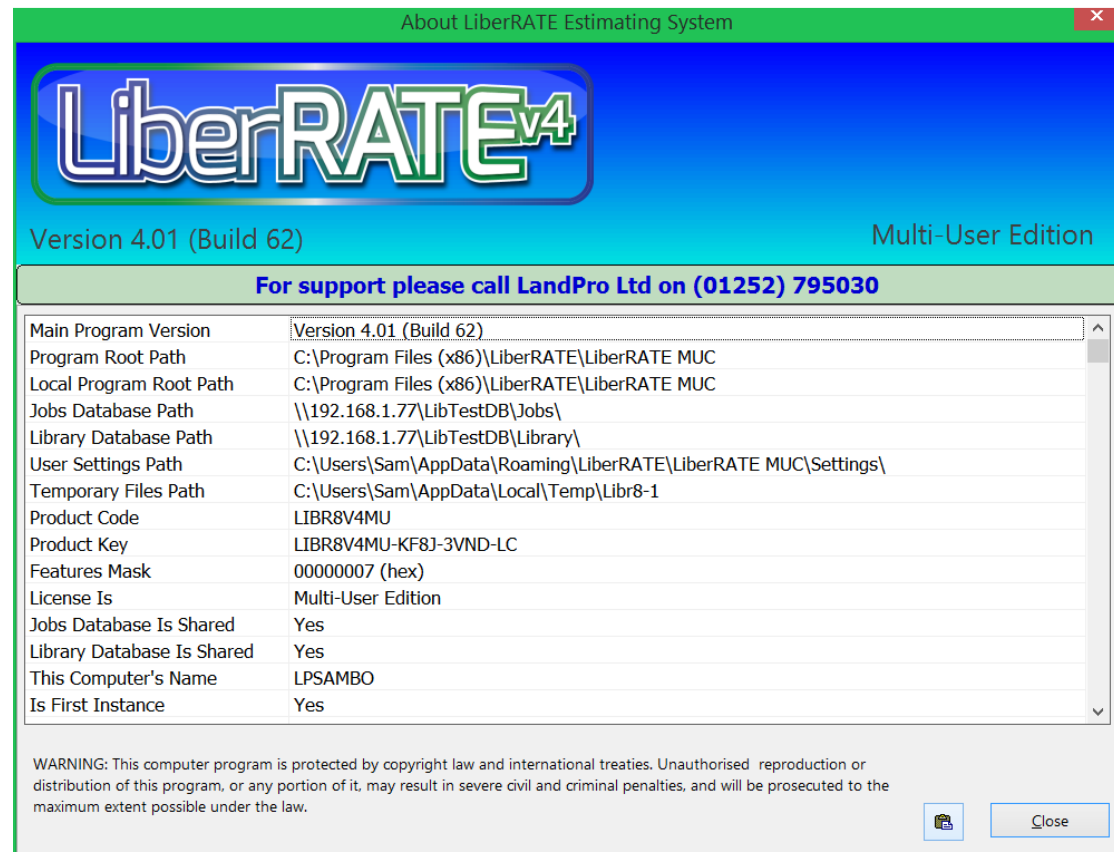 About LiberRATE Estimating System
LiberRATEv4
Version 4.01 (Build 62)
Multi-User Edition
For support please call LandPro Ltd on (01252) 795030
Main Program Version Version 4.01 (Build 62)
Program Root Path C:\Program Files (x86)\LiberRATE\LiberRATE MUC
Local Program Root Path C:\Program Files (x86)\LiberRATE\LiberRATE MUC
Jobs Database Path \\192.168.1.77\LibTestDB\Jobs\
Library Database Path \\192.168.1.77\LibTestDB\Library\
User Settings Path C:\Users\Sam\AppData\Roaming\LiberRATE\LiberRATE MUC\Settings\
Temporary Files Path C:\Users\Sam\AppData\Local\Temp\Libr8-1
Product Code LIBR8V4MU
Product Key LIBR8V4MU-KF8J-3VND-LC
Features Mask 00000007 (hex)
License Is Multi-User Edition
Jobs Database Is Shared Yes
Library Database Is Shared Yes
This Computer's Name LPSAMBO
Is First Instance Yes
WARNING: This computer program is protected by copyright law and international treaties. Unauthorised reproduction or
distribution of this program, or any portion of it, may result in severe civil and criminal penalties, and will be prosecuted to the
maximum extent possible under the law.
Close